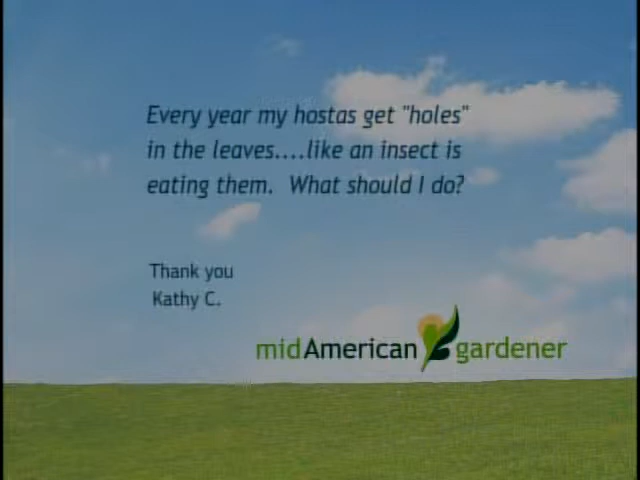 Every year my hostas get "holes"
in the leaves....like an insect is
eating them. What should I do?
Thank you
Kathy C.
midAmerican gardener